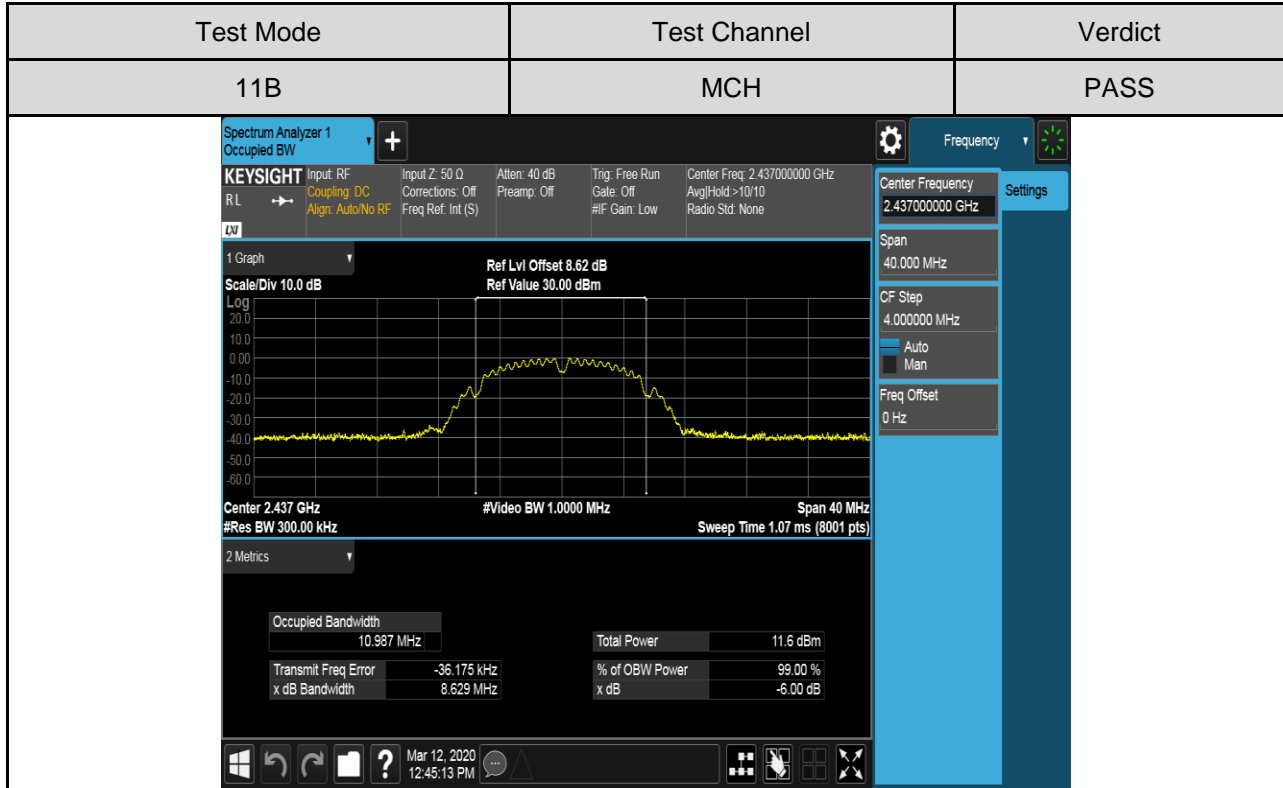 Test Mode Test Channel Verdict
11B MCH PASS
Spectrum Analyzer 1
Occupied BW
+
Frequency
KEYSIGHT Input: RF Input Z: 50 Ω Atten: 40 dB Trig: Free Run Center Freq: 2.437000000 GHz
RL Coupling: DC Corrections: Off Preamp: Off Gate: Off Avg|Hold:>10/10
Align: Auto/No RF Freq Ref: Int (S) #IF Gain: Low Radio Std: None
LXI
Center Frequency
2.437000000 GHz
Settings
Span
40.000 MHz
CF Step
4.000000 MHz
Auto
Man
Freq Offset
0 Hz
1 Graph
Ref Lvl Offset 8.62 dB
Scale/Div 10.0 dB Ref Value 30.00 dBm
Log
20.0
10.0
0.00
-10.0
-20.0
-30.0
-40.0
-50.0
-60.0
Center 2.437 GHz #Video BW 1.0000 MHz Span 40 MHz
#Res BW 300.00 kHz Sweep Time 1.07 ms (8001 pts)
2 Metrics
Occupied Bandwidth
10.987 MHz Total Power 11.6 dBm
Transmit Freq Error -36.175 kHz % of OBW Power 99.00 %
x dB Bandwidth 8.629 MHz x dB -6.00 dB
? Mar 12, 2020
12:45:13 PM